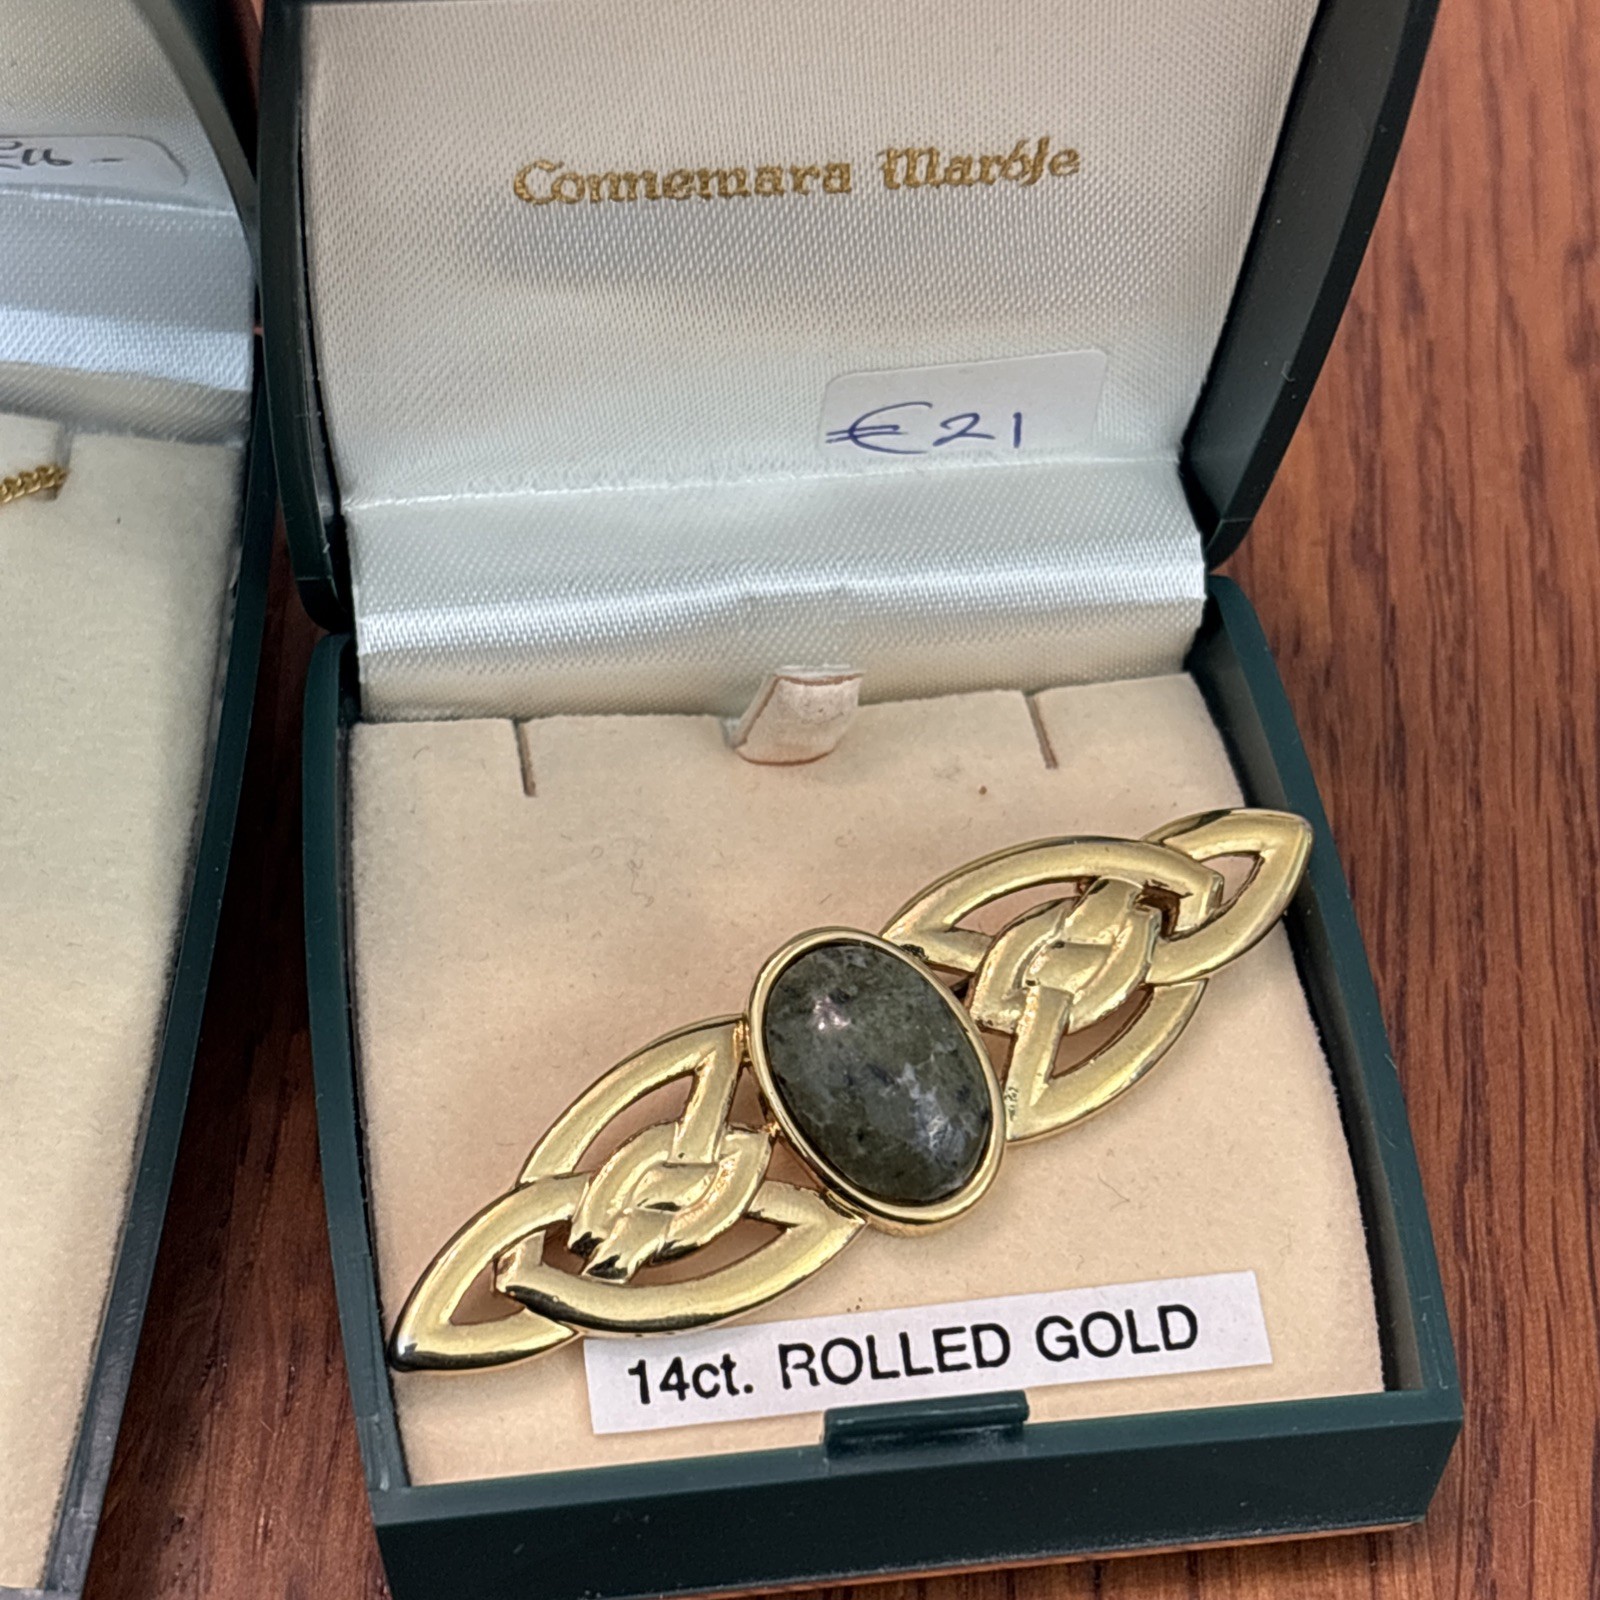 Connemara Marble
€21
14ct. ROLLED GOLD